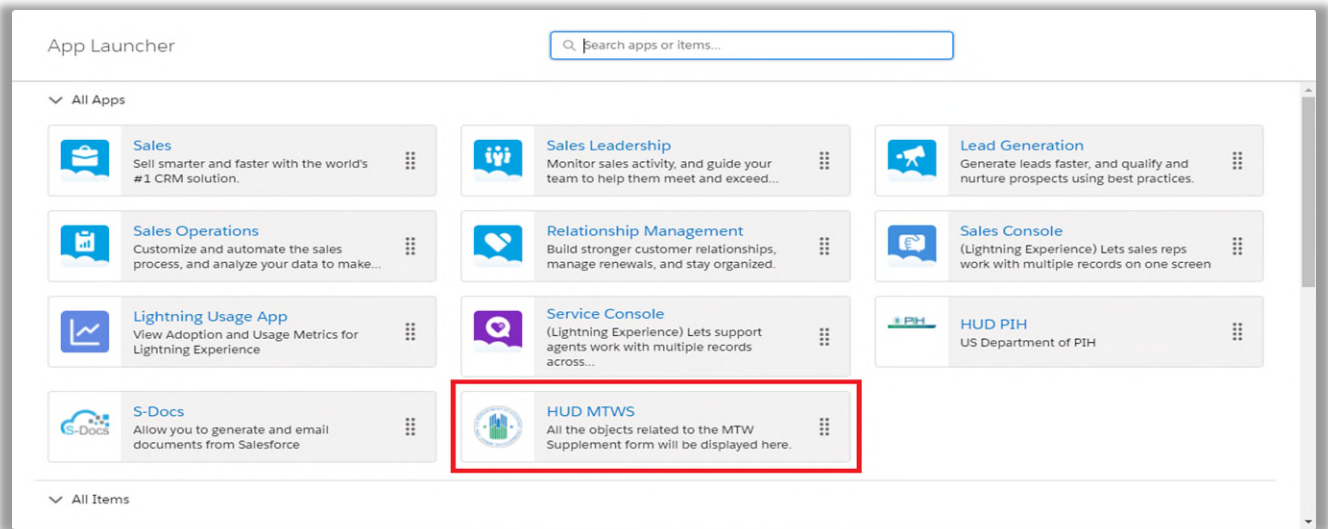 App Launcher
Search apps or items...
All Apps
Sales
Sell smarter and faster with the world's
#1 CRM solution.
Sales Leadership
Monitor sales activity, and guide your
team to help them meet and exceed...
Lead Generation
Generate leads faster, and qualify and
nurture prospects using best practices.
Sales Operations
Customize and automate the sales
process, and analyze your data to make...
Relationship Management
Build stronger customer relationships,
manage renewals, and stay organized.
Sales Console
(Lightning Experience) Lets sales reps
work with multiple records on one screen
Lightning Usage App
View Adoption and Usage Metrics for
Lightning Experience
Service Console
(Lightning Experience) Lets support
agents work with multiple records
across...
PIH
HUD PIH
US Department of PIH
S-Docs
S-Docs
Allow you to generate and email
documents from Salesforce
HUD MTWS
All the objects related to the MTW
Supplement form will be displayed here.
All Items